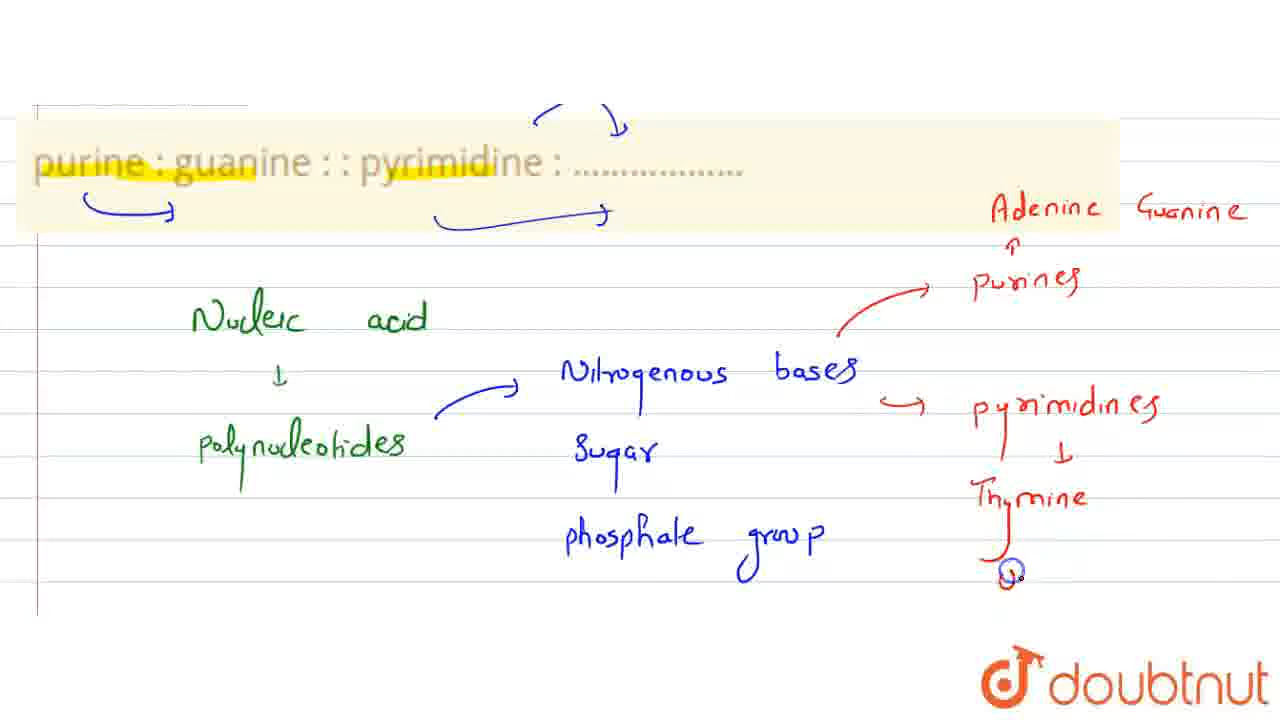 purine : guanine : : pyrimidine : ..................
Adenine Guanine
purines
Nucleic acid
Nitrogenous bases
pyrimidines
polynucleotides
Sugar
Thymine
phosphate group
doubtnut